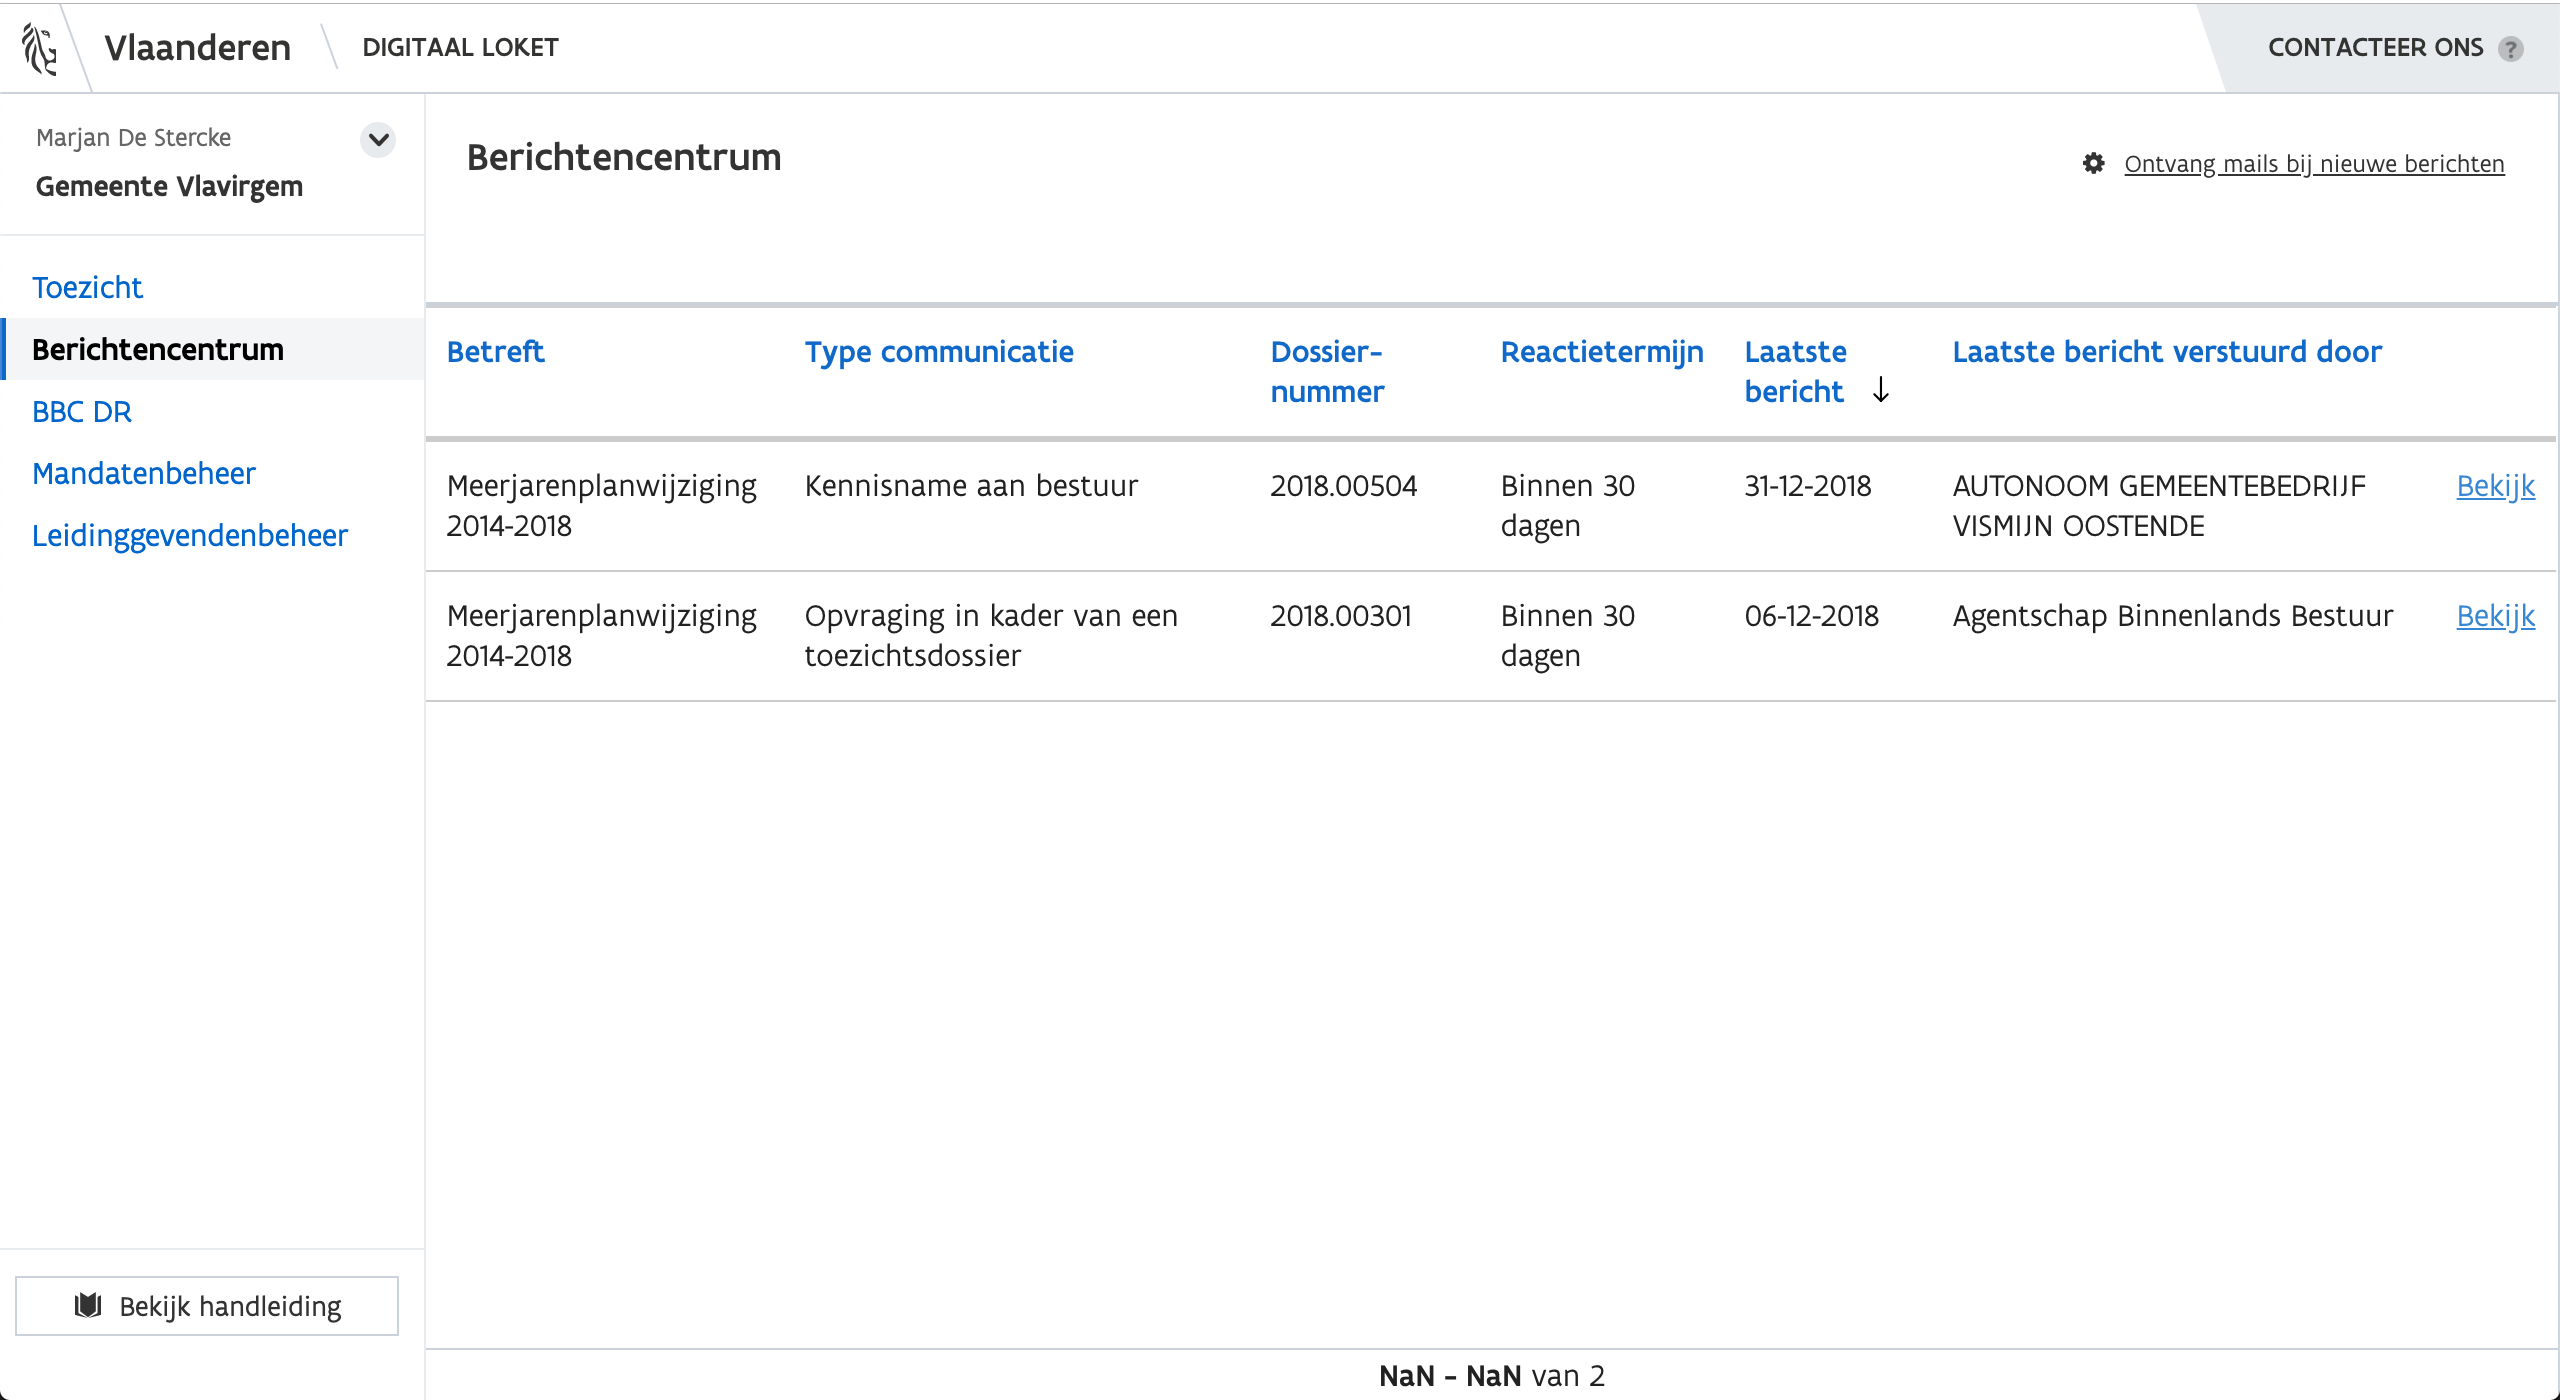 Vlaanderen
DIGITAAL LOKET
CONTACTEER ONS ?
Marjan De Stercke
Gemeente Vlavirgem
Toezicht
Berichtencentrum
BBC DR
Mandatenbeheer
Leidinggevendenbeheer
Bekijk handleiding
Berichtencentrum
Ontvang mails bij nieuwe berichten
Betreft
Type communicatie
Dossier-
nummer
Reactietermijn
Laatste
bericht ↓
Laatste bericht verstuurd door
Meerjarenplanwijziging
2014-2018
Kennisname aan bestuur
2018.00504
Binnen 30
dagen
31-12-2018
AUTONOOM GEMEENTEBEDRIJF
VISMIJN OOSTENDE
Bekijk
Meerjarenplanwijziging
2014-2018
Opvraging in kader van een
toezichtsdossier
2018.00301
Binnen 30
dagen
06-12-2018
Agentschap Binnenlands Bestuur
Bekijk
NaN - NaN van 2